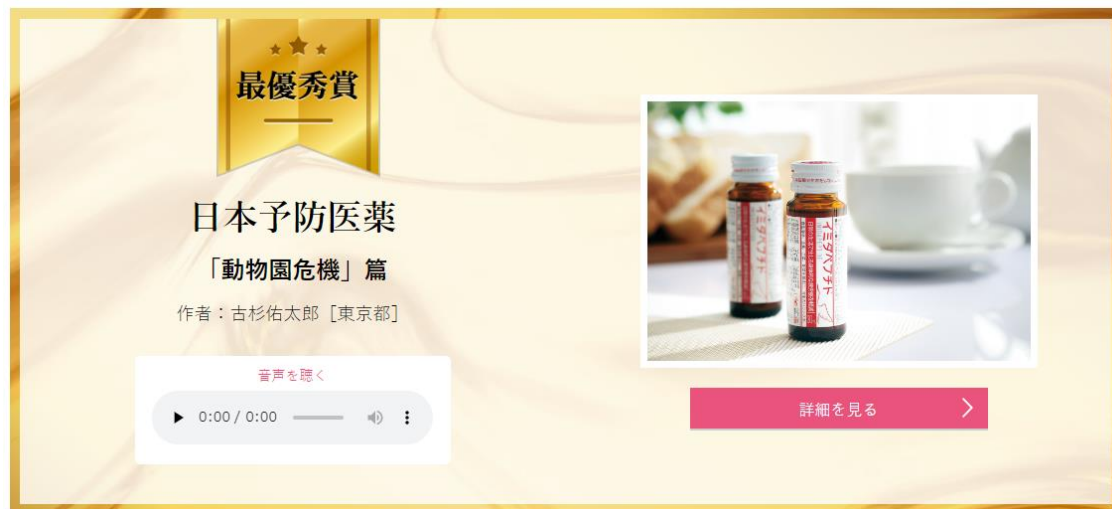 最優秀賞
日本予防医薬
「動物園危機」篇
作者：古杉佑太郎［東京都］
音声を聴く
0:00 / 0:00
イミダペプチド
イミダペプチド
詳細を見る